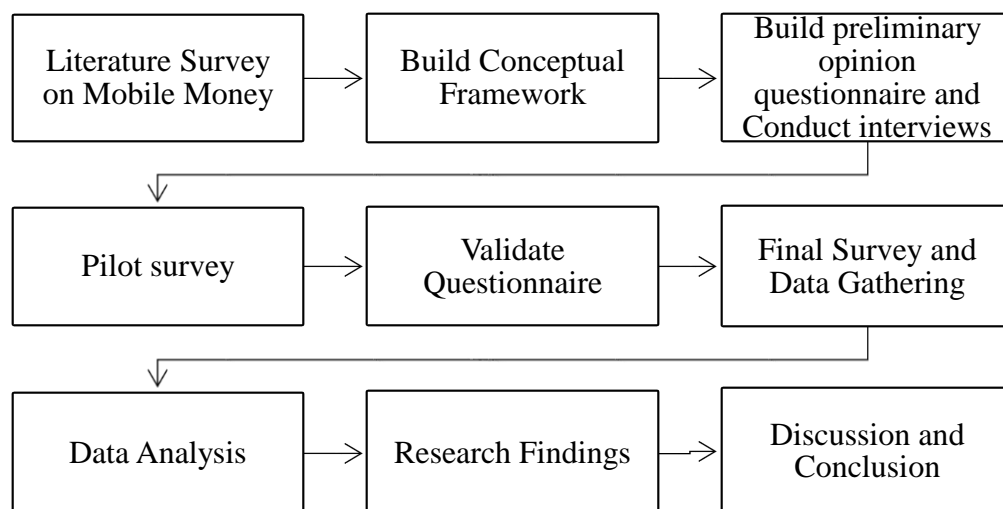 Literature Survey
on Mobile Money
Build Conceptual
Framework
Build preliminary
opinion
questionnaire and
Conduct interviews
Pilot survey
Validate
Questionnaire
Final Survey and
Data Gathering
Data Analysis
Research Findings
Discussion and
Conclusion